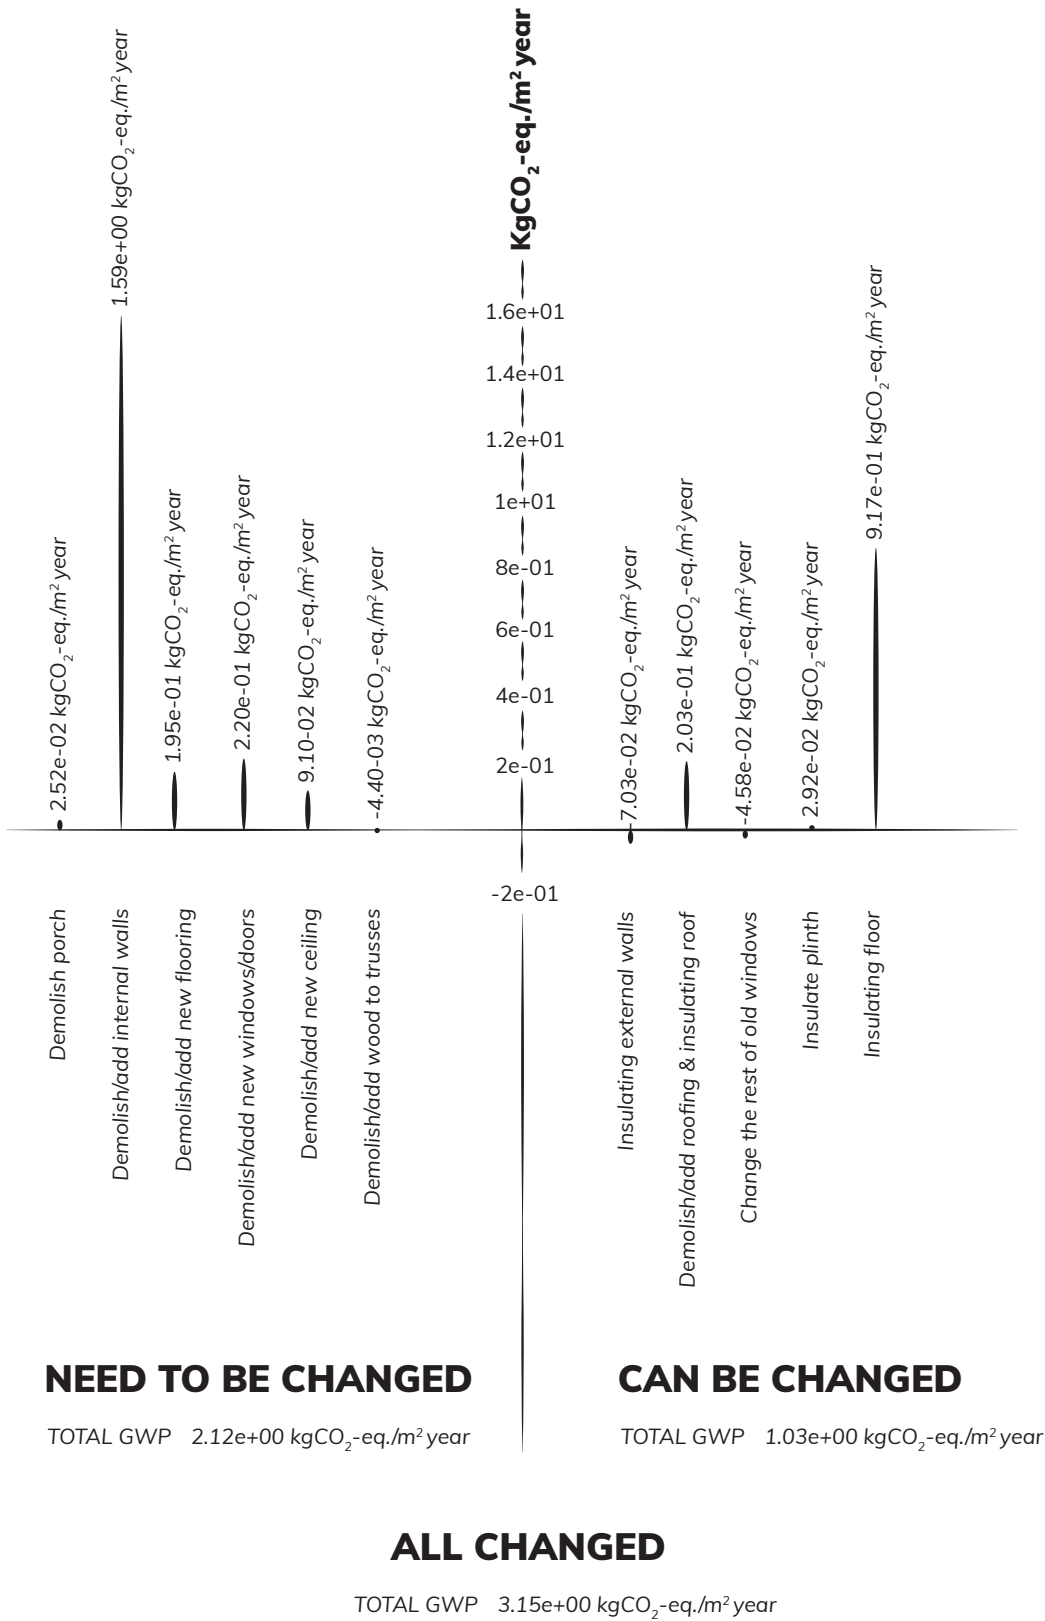 KgCO₂-eq./m² year
1.6e+01
1.4e+01
1.2e+01
1e+01
8e-01
6e-01
4e-01
2e-01
-2e-01
2.52e-02 kgCO₂-eq./m² year
1.59e+00 kgCO₂-eq./m² year
1.95e-01 kgCO₂-eq./m² year
2.20e-01 kgCO₂-eq./m² year
9.10-02 kgCO₂-eq./m² year
-4.40-03 kgCO₂-eq./m² year
-7.03e-02 kgCO₂-eq./m² year
2.03e-01 kgCO₂-eq./m² year
-4.58e-02 kgCO₂-eq./m² year
2.92e-02 kgCO₂-eq./m² year
9.17e-01 kgCO₂-eq./m² year
Demolish porch
Demolish/add internal walls
Demolish/add new flooring
Demolish/add new windows/doors
Demolish/add new ceiling
Demolish/add wood to trusses
Insulating external walls
Demolish/add roofing & insulating roof
Change the rest of old windows
Insulate plinth
Insulating floor
NEED TO BE CHANGED
TOTAL GWP 2.12e+00 kgCO₂-eq./m² year
CAN BE CHANGED
TOTAL GWP 1.03e+00 kgCO₂-eq./m² year
ALL CHANGED
TOTAL GWP 3.15e+00 kgCO₂-eq./m² year